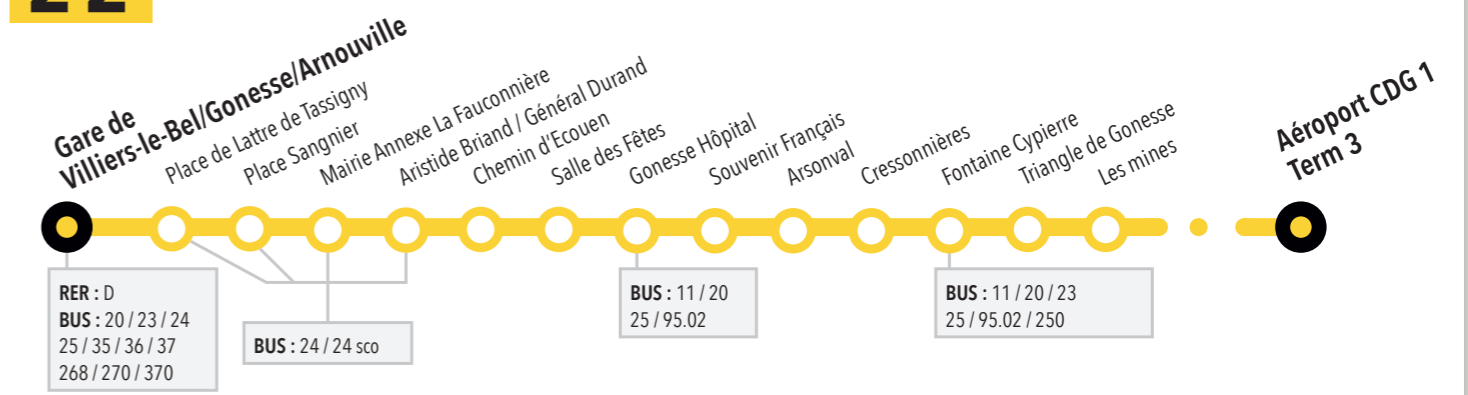 22
Gare de
Villiers-le-Bel/Gonesse/Arnouville
Place de Lattre de Tassigny
Place Sangnier
Mairie Annexe La Fauconnière
Aristide Briand / Général Durand
Chemin d'Ecouen
Salle des Fêtes
Gonesse Hôpital
Souvenir Français
Arsonval
Cressonnières
Fontaine Cypierre
Triangle de Gonesse
Les mines
Aéroport CDG 1
Term 3
RER : D
BUS : 20 / 23 / 24
25 / 35 / 36 / 37
268 / 270 / 370
BUS : 24 / 24 sco
BUS : 11 / 20
25 / 95.02
BUS : 11 / 20 / 23
25 / 95.02 / 250